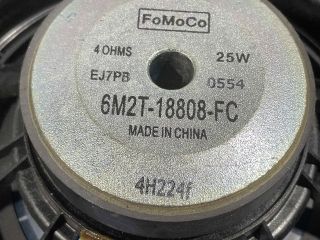 FoMoCo
4 OHMS 25W
EJ7PB 0554
6M2T-18808-FC
MADE IN CHINA
4H224f